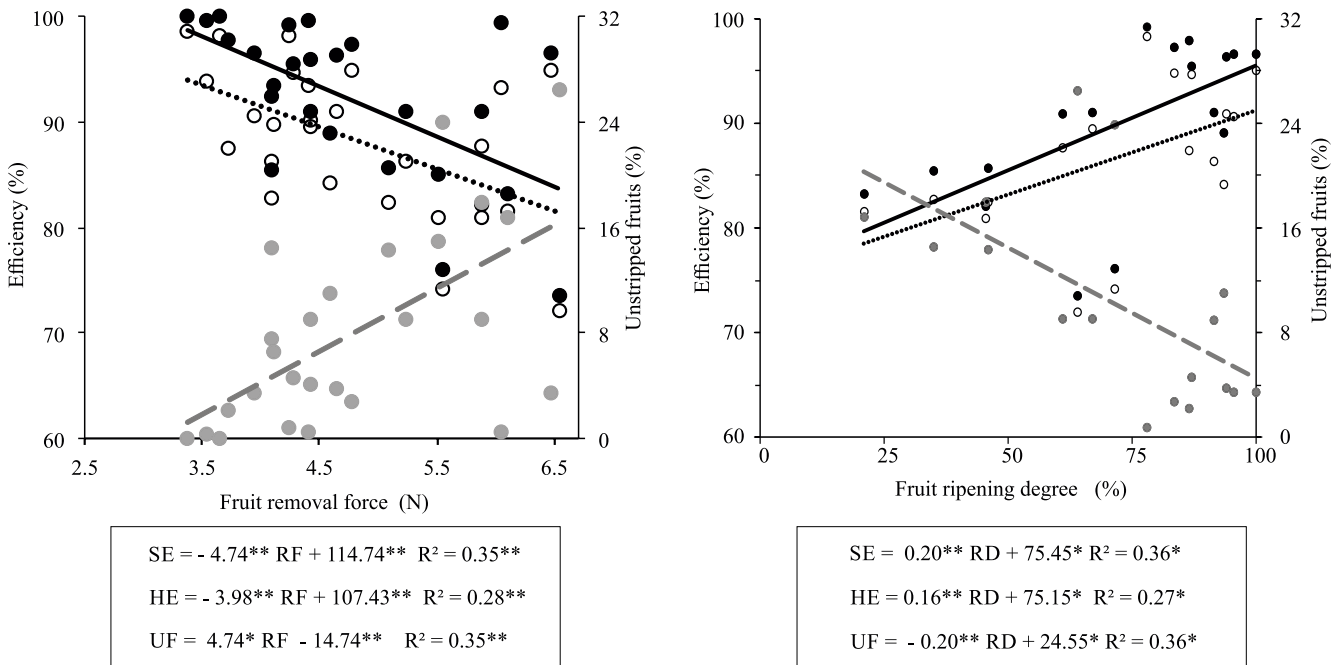 100
90
80
70
60
Efficiency (%)
32
24
16
8
0
Unstripped fruits (%)
2.5 3.5 4.5 5.5 6.5
Fruit removal force (N)
SE = - 4.74** RF + 114.74** R² = 0.35**
HE = - 3.98** RF + 107.43** R² = 0.28**
UF = 4.74* RF - 14.74** R² = 0.35**
100
90
80
70
60
Efficiency (%)
32
24
16
8
0
Unstripped fruits (%)
0 25 50 75 100
Fruit ripening degree (%)
SE = 0.20** RD + 75.45* R² = 0.36*
HE = 0.16** RD + 75.15* R² = 0.27*
UF = - 0.20** RD + 24.55* R² = 0.36*